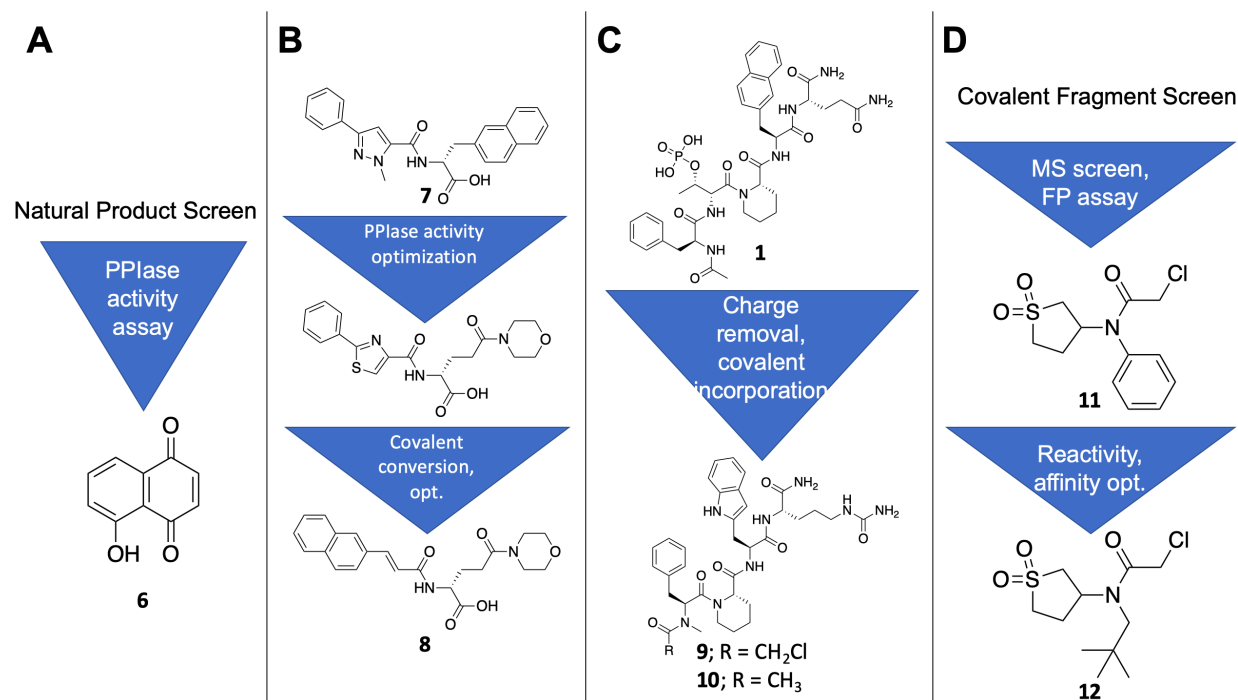 A
Natural Product Screen
PPIase
activity
assay
O
O
OH
6
B
N
N
O
HN
OH
O
7
PPIase activity
optimization
N
S
O
HN
O
N
O
OH
O
Covalent
conversion,
opt.
O
HN
O
N
O
OH
O
8
C
O
NH2
HN
NH2
O
O
NH
O
OH
O
P
HO
O
O
N
O
NH
NH
O
1
Charge
removal,
covalent
incorporation
HN
O
NH2
HN
H
N
NH2
O
O
NH
O
O
N
O
N
R
9; R = CH2Cl
10; R = CH3
D
Covalent Fragment Screen
MS screen,
FP assay
O
O
S
O
Cl
N
11
Reactivity,
affinity opt.
O
O
S
O
Cl
N
12